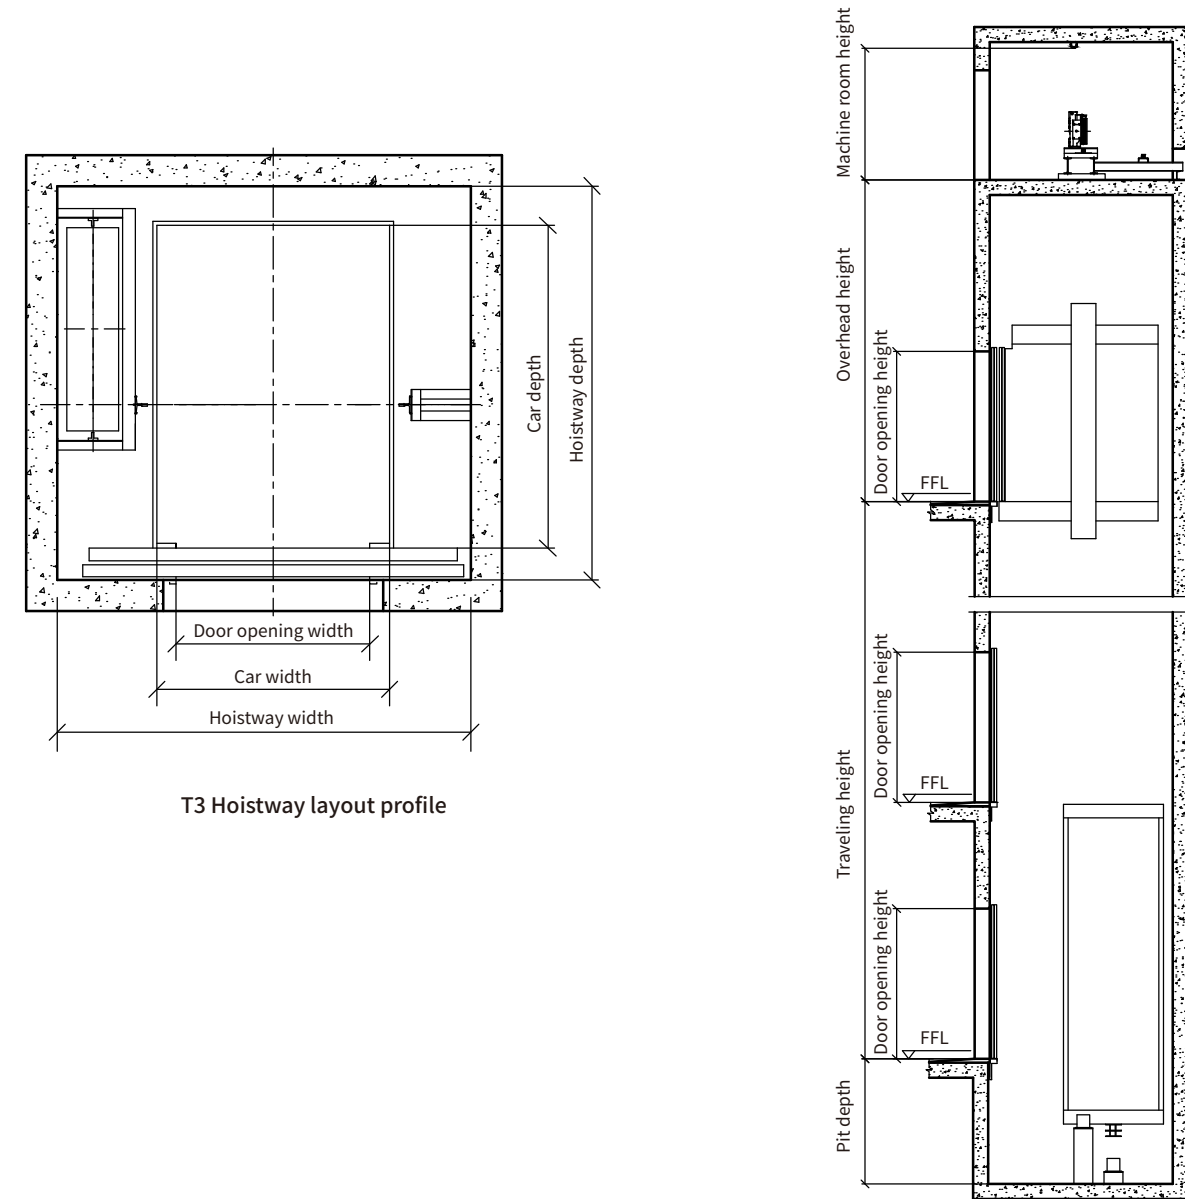 Car depth
Hoistway depth
Door opening width
Car width
Hoistway width
T3 Hoistway layout profile
Machine room height
Overhead height
Door opening height
FFL
Door opening height
FFL
Traveling height
Door opening height
FFL
Pit depth